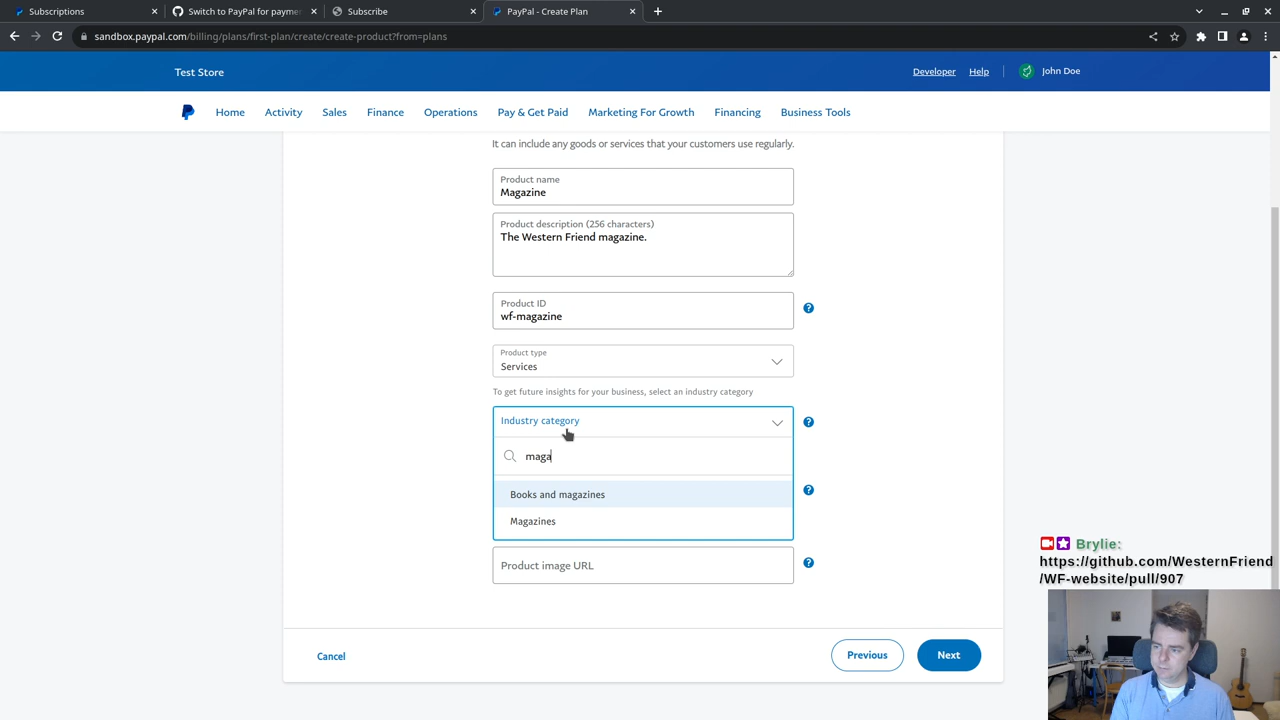 Subscriptions
Switch to PayPal for paymen
Subscribe
PayPal - Create Plan
sandbox.paypal.com/billing/plans/first-plan/create/create-product?from=plans
Test Store
Developer
Help
John Doe
Home
Activity
Sales
Finance
Operations
Pay & Get Paid
Marketing For Growth
Financing
Business Tools
It can include any goods or services that your customers use regularly.
Product name
Magazine
Product description (256 characters)
The Western Friend magazine.
Product ID
wf-magazine
Product type
Services
To get future insights for your business, select an industry category
Industry category
maga
Books and magazines
Magazines
Product image URL
Cancel
Previous
Next
Brylie:
https://github.com/WesternFriend
/WF-website/pull/907